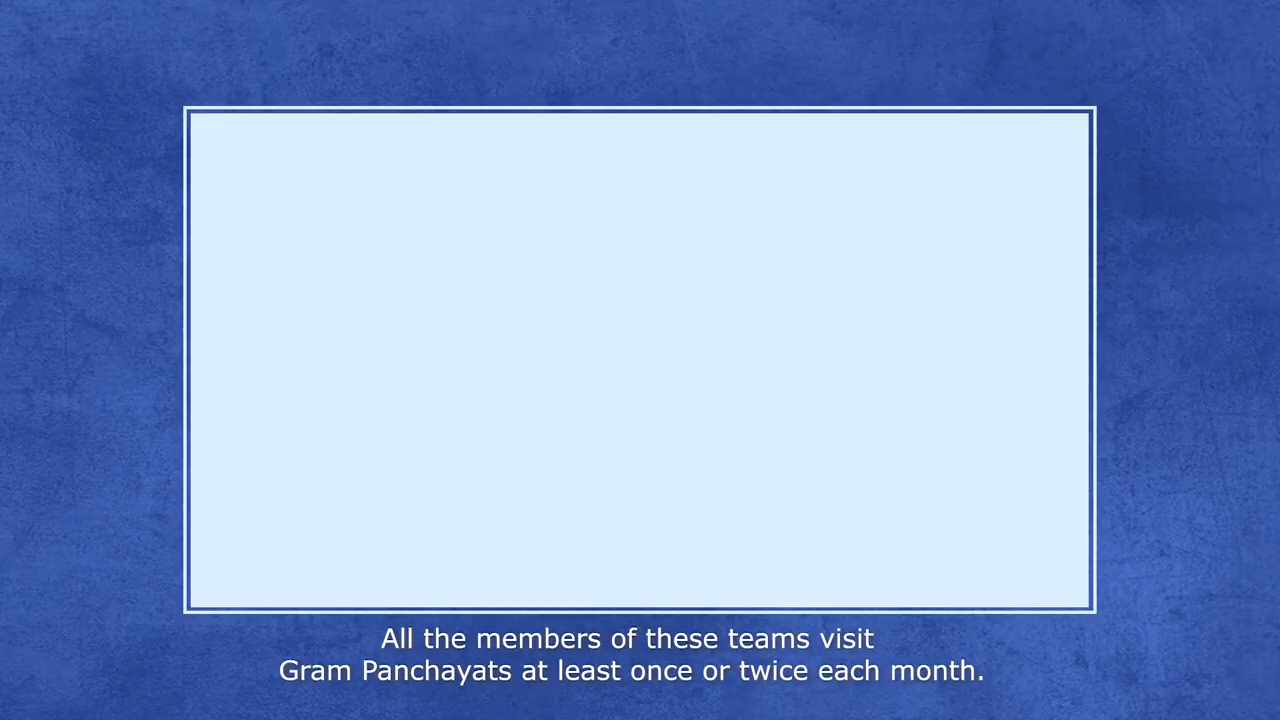 All the members of these teams visit
Gram Panchayats at least once or twice each month.